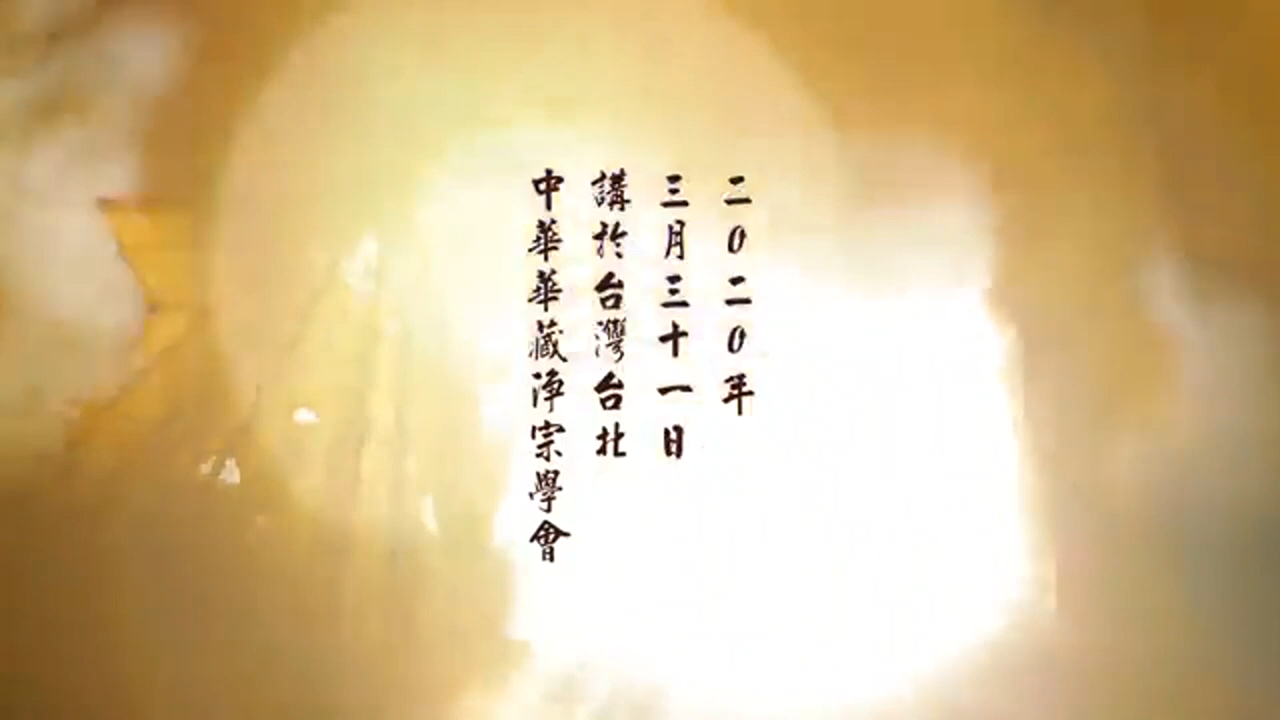 二0二0年
三月三十一日
講於台灣台北
中華華藏淨宗學會